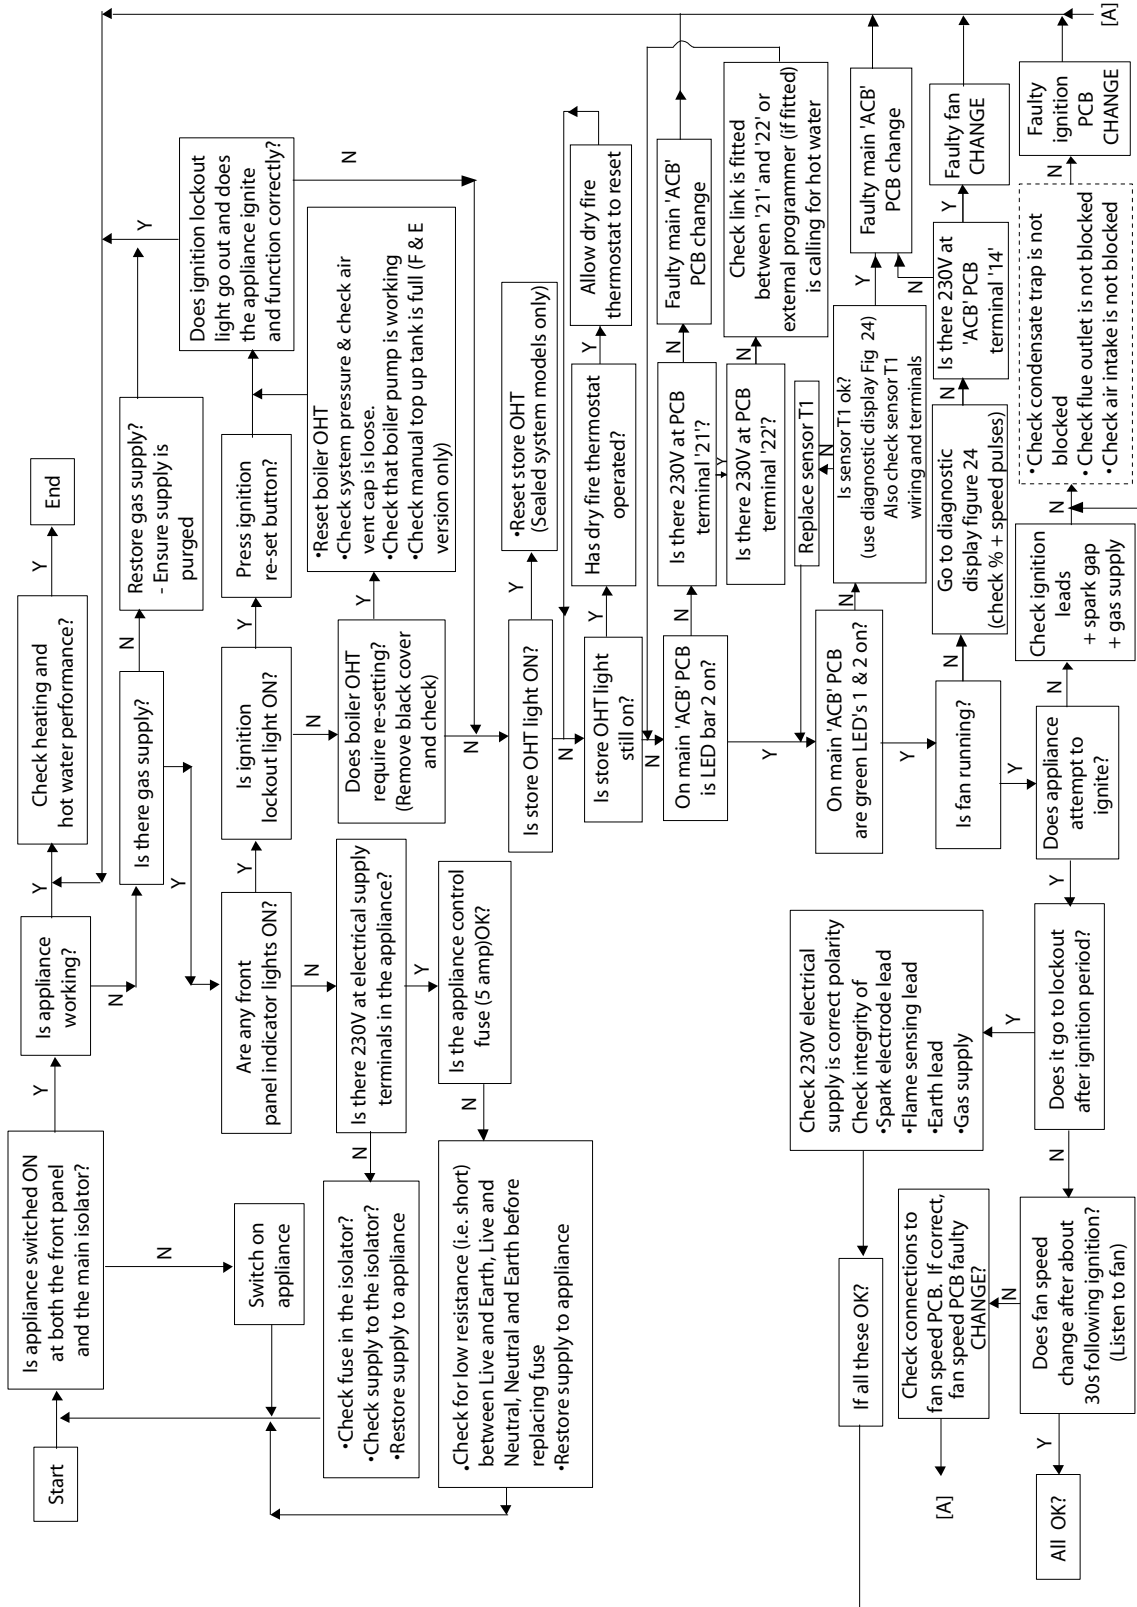 Start
Is appliance switched ON
at both the front panel
and the main isolator?
Y
N
Switch on
appliance
Is appliance
working?
Y
N
Check heating and
hot water performance?
Y
End
Is there gas supply?
N
Y
Restore gas supply?
- Ensure supply is
purged
Are any front
panel indicator lights ON?
Y
N
Is ignition
lockout light ON?
Y
N
Press ignition
re-set button?
Does ignition lockout
light go out and does
the appliance ignite
and function correctly?
Y
N
Is there 230V at electrical supply
terminals in the appliance?
N
Y
•Check fuse in the isolator?
•Check supply to the isolator?
•Restore supply to appliance
Is the appliance control
fuse (5 amp)OK?
N
•Check for low resistance (i.e. short)
between Live and Earth, Live and
Neutral, Neutral and Earth before
replacing fuse
•Restore supply to appliance
Does boiler OHT
require re-setting?
(Remove black cover
and check)
Y
N
•Reset boiler OHT
•Check system pressure & check air
vent cap is loose.
•Check that boiler pump is working
•Check manual top up tank is full (F & E
version only)
Is store OHT light ON?
Y
N
•Reset store OHT
(Sealed system models only)
Is store OHT light
still on?
Y
N
Has dry fire thermostat
operated?
Y
Allow dry fire
thermostat to reset
On main 'ACB' PCB
is LED bar 2 on?
N
Y
Is there 230V at PCB
terminal '21'?
N
Y
Faulty main 'ACB'
PCB change
Is there 230V at PCB
terminal '22'?
N
Check link is fitted
between '21' and '22' or
external programmer (if fitted)
is calling for hot water
Replace sensor T1
N
On main 'ACB' PCB
are green LED's 1 & 2 on?
N
Y
Is sensor T1 ok?
(use diagnostic display Fig 24)
Also check sensor T1
wiring and terminals
Y
Faulty main 'ACB'
PCB change
Is fan running?
N
Y
Go to diagnostic
display figure 24
(check % + speed pulses)
N
Is there 230V at
'ACB' PCB
terminal '14'
Y
N
Faulty fan
CHANGE
Does appliance
attempt to
ignite?
N
Y
Check ignition
leads
+ spark gap
+ gas supply
N
•Check condensate trap is not
blocked
•Check flue outlet is not blocked
•Check air intake is not blocked
N
Faulty
ignition
PCB
CHANGE
[A]
Does it go to lockout
after ignition period?
Y
N
Check 230V electrical
supply is correct polarity
Check integrity of
•Spark electrode lead
•Flame sensing lead
•Earth lead
•Gas supply
If all these OK?
Does fan speed
change after about
30s following ignition?
(Listen to fan)
N
Y
Check connections to
fan speed PCB. If correct,
fan speed PCB faulty
CHANGE?
[A]
All OK?